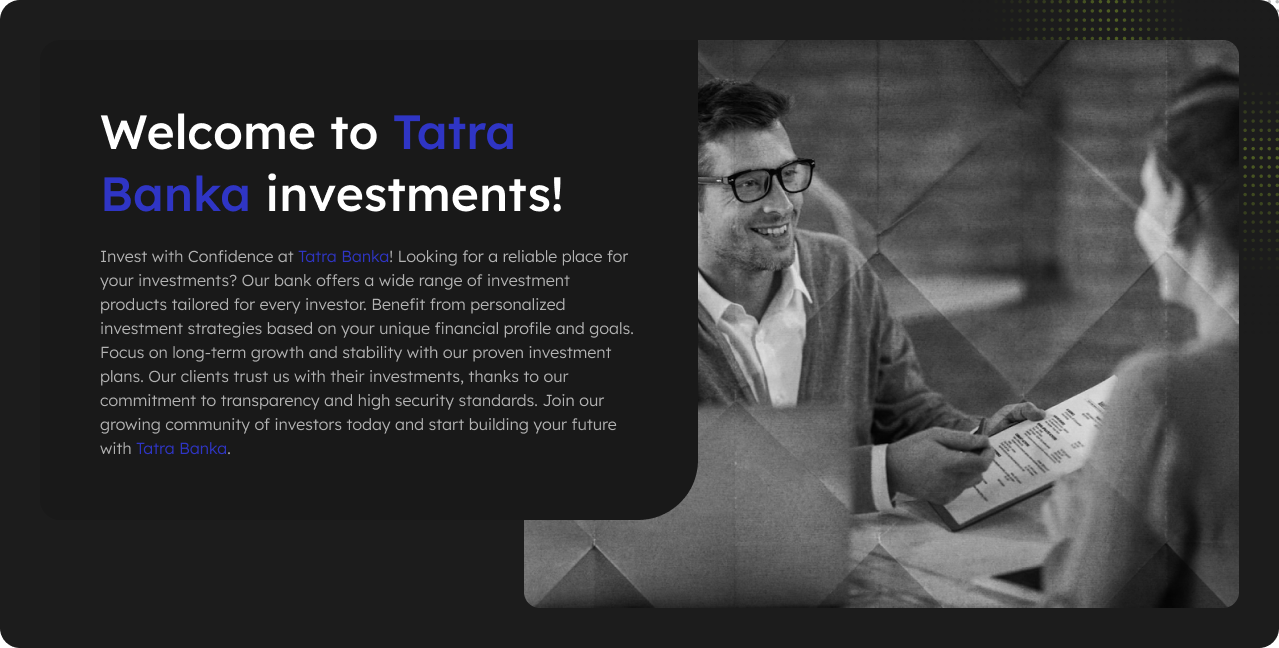 Welcome to Tatra
Banka investments!
Invest with Confidence at Tatra Banka! Looking for a reliable place for
your investments? Our bank offers a wide range of investment
products tailored for every investor. Benefit from personalized
investment strategies based on your unique financial profile and goals.
Focus on long-term growth and stability with our proven investment
plans. Our clients trust us with their investments, thanks to our
commitment to transparency and high security standards. Join our
growing community of investors today and start building your future
with Tatra Banka.